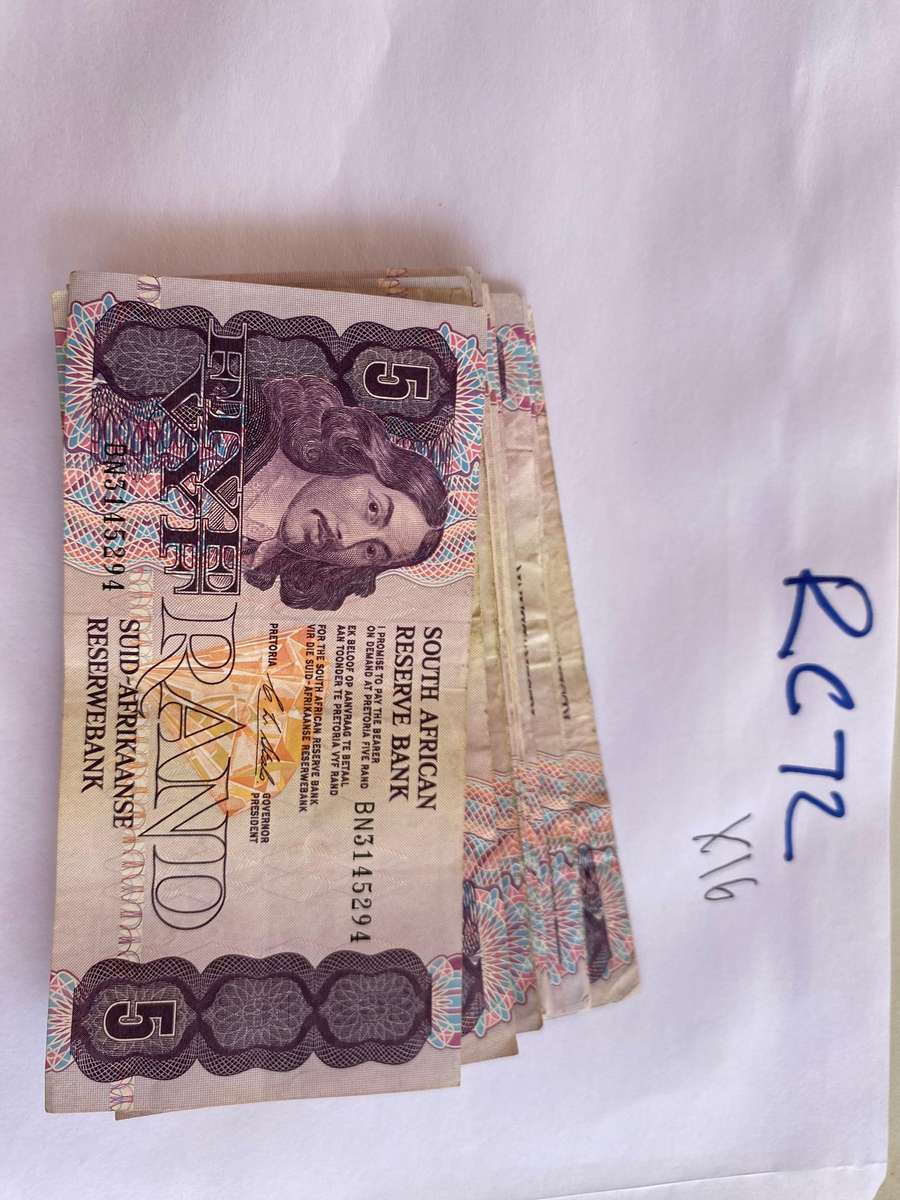 5
FIVE
VYF
RAND
BN3145294
SOUTH AFRICAN
RESERVE BANK
I PROMISE TO PAY THE BEARER
ON DEMAND AT PRETORIA FIVE RAND
EK BELOOF OP AANVRAAG TE BETAAL
AAN TOONDER TE PRETORIA VYF RAND
FOR THE SOUTH AFRICAN RESERVE BANK
VIR DIE SUID-AFRIKAANSE RESERWEBANK
PRETORIA
GOVERNOR
PRESIDENT
BN3145294
SUID-AFRIKAANSE
RESERWEBANK
5
RC72
X16